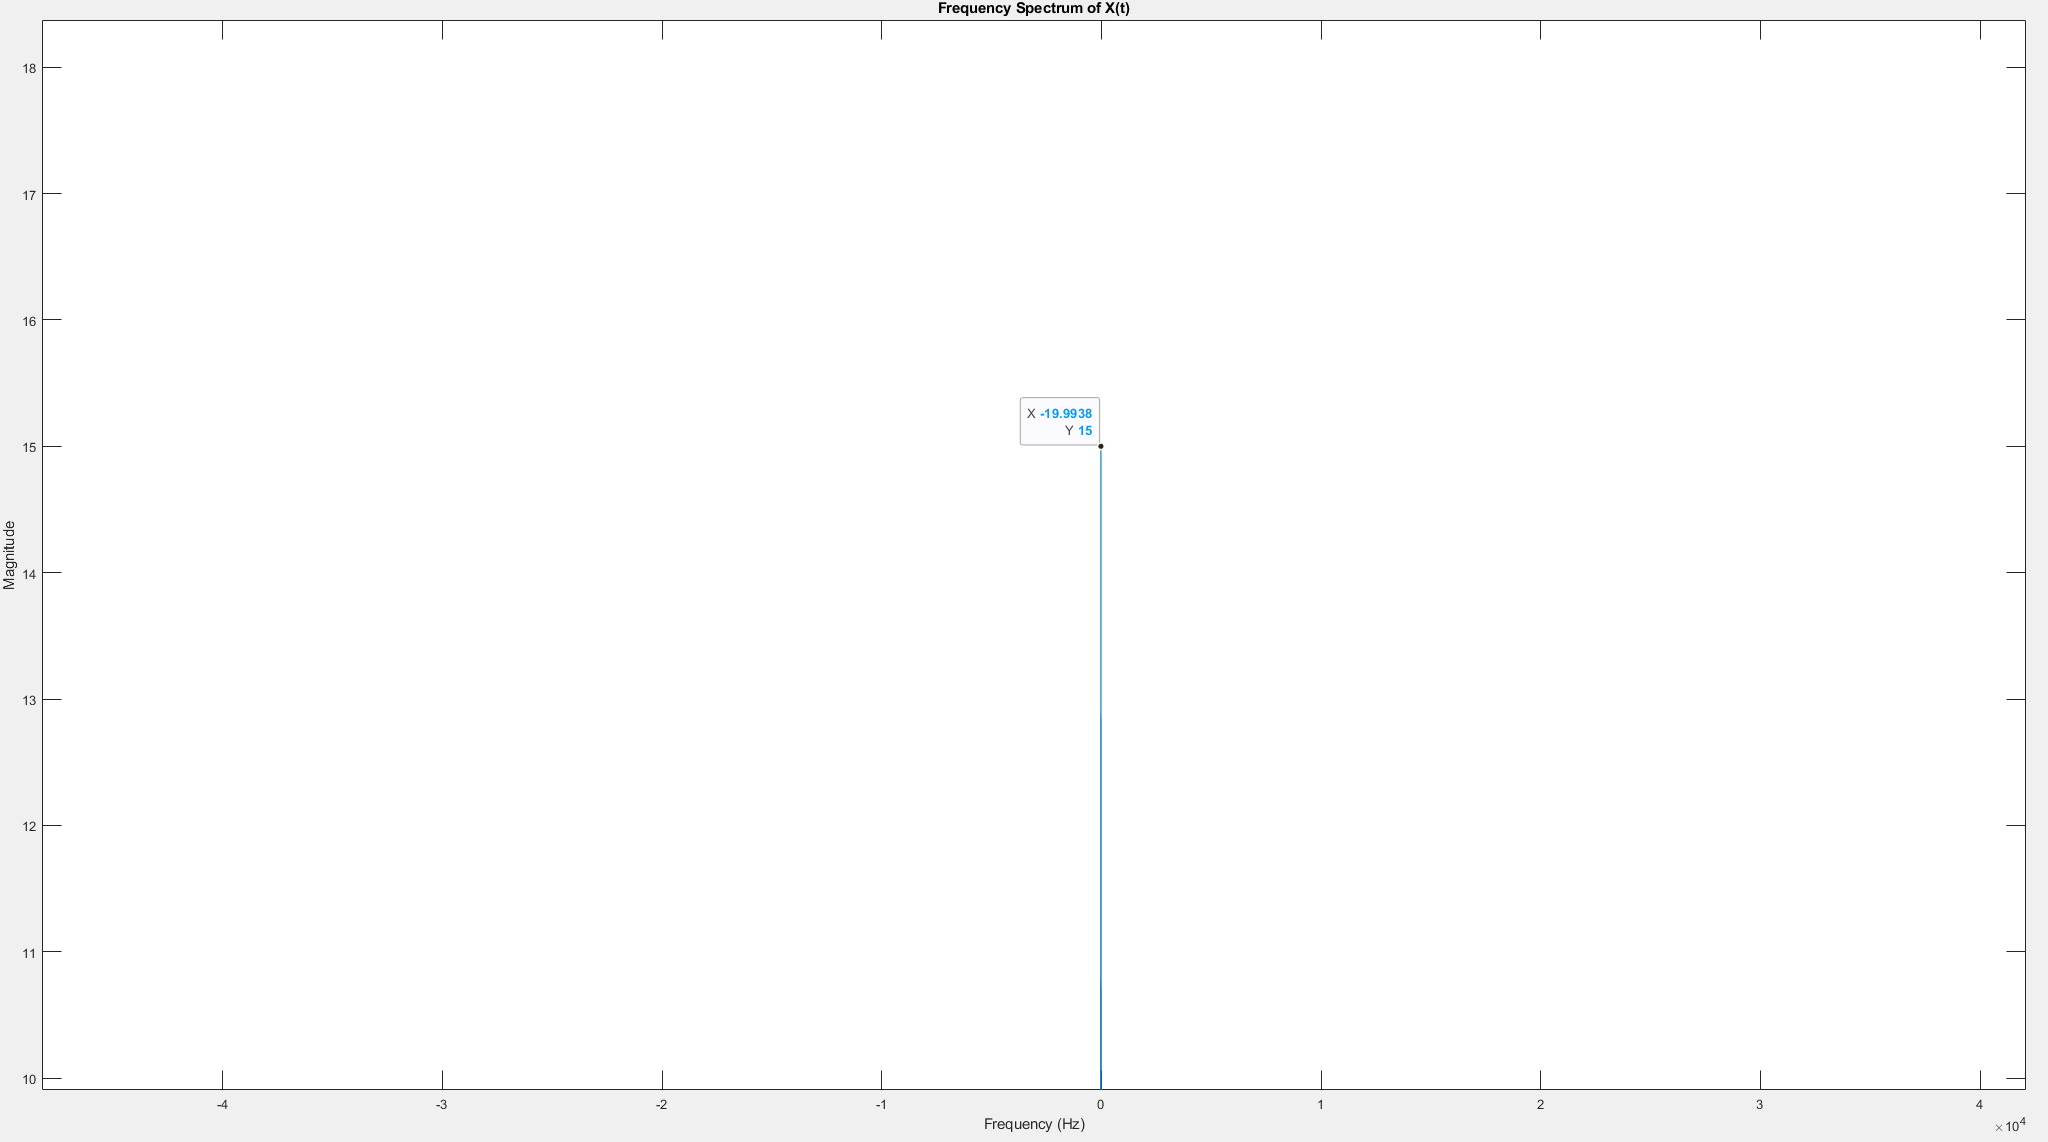 Frequency Spectrum of X(t)
18
17
16
15
14
13
12
11
10
Magnitude
X -19.9938
Y 15
-4 -3 -2 -1 0 1 2 3 4
Frequency (Hz)
×10⁴